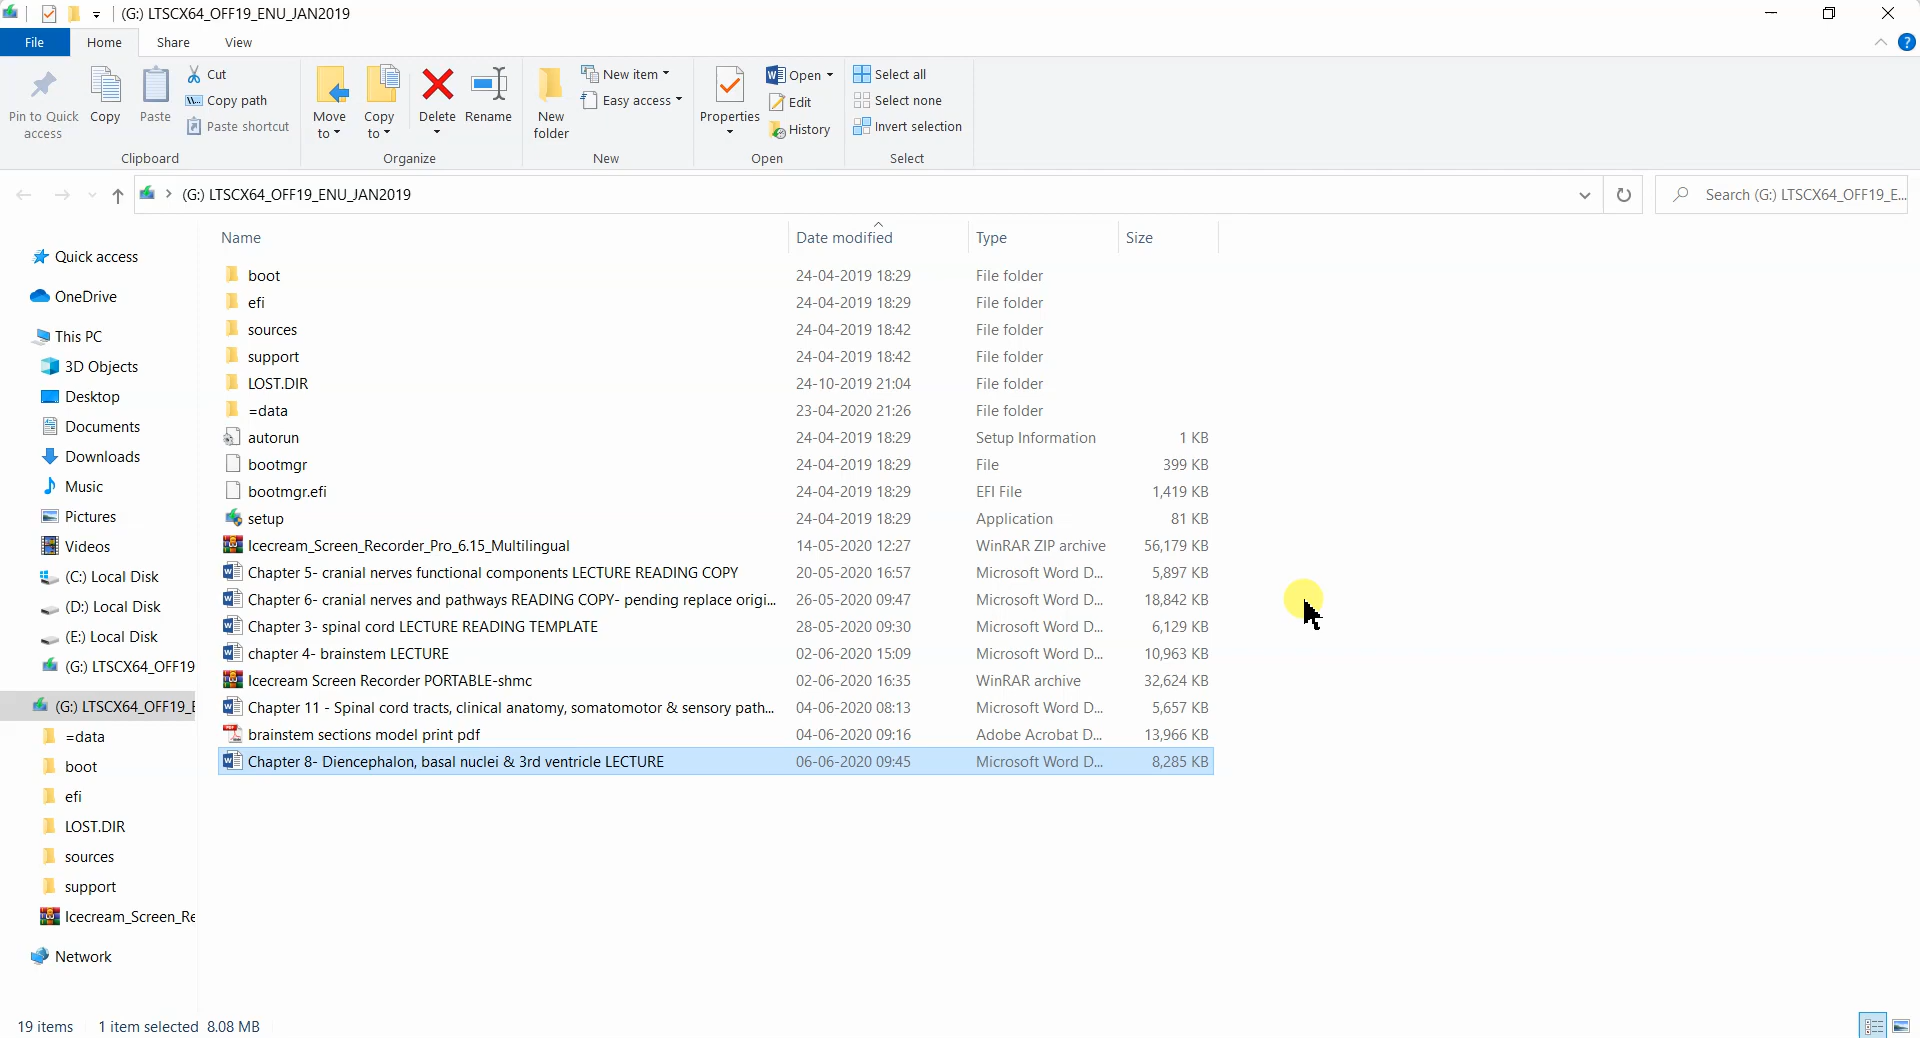 (G:) LTSCX64_OFF19_ENU_JAN2019
File Home Share View
Pin to Quick access
Copy
Paste
Cut
Copy path
Paste shortcut
Clipboard
Move to
Copy to
Delete
Rename
Organize
New folder
New item
Easy access
New
Properties
Open
Edit
History
Open
Select all
Select none
Invert selection
Select
(G:) LTSCX64_OFF19_ENU_JAN2019
Search (G:) LTSCX64_OFF19_E...
Quick access
OneDrive
This PC
3D Objects
Desktop
Documents
Downloads
Music
Pictures
Videos
(C:) Local Disk
(D:) Local Disk
(E:) Local Disk
(G:) LTSCX64_OFF19
(G:) LTSCX64_OFF19_E
=data
boot
efi
LOST.DIR
sources
support
Icecream_Screen_Re
Network
Name Date modified Type Size
boot 24-04-2019 18:29 File folder
efi 24-04-2019 18:29 File folder
sources 24-04-2019 18:42 File folder
support 24-04-2019 18:42 File folder
LOST.DIR 24-10-2019 21:04 File folder
=data 23-04-2020 21:26 File folder
autorun 24-04-2019 18:29 Setup Information 1 KB
bootmgr 24-04-2019 18:29 File 399 KB
bootmgr.efi 24-04-2019 18:29 EFI File 1,419 KB
setup 24-04-2019 18:29 Application 81 KB
Icecream_Screen_Recorder_Pro_6.15_Multilingual 14-05-2020 12:27 WinRAR ZIP archive 56,179 KB
Chapter 5- cranial nerves functional components LECTURE READING COPY 20-05-2020 16:57 Microsoft Word D... 5,897 KB
Chapter 6- cranial nerves and pathways READING COPY- pending replace origi... 26-05-2020 09:47 Microsoft Word D... 18,842 KB
Chapter 3- spinal cord LECTURE READING TEMPLATE 28-05-2020 09:30 Microsoft Word D... 6,129 KB
chapter 4- brainstem LECTURE 02-06-2020 15:09 Microsoft Word D... 10,963 KB
Icecream Screen Recorder PORTABLE-shmc 02-06-2020 16:35 WinRAR archive 32,624 KB
Chapter 11 - Spinal cord tracts, clinical anatomy, somatomotor & sensory path... 04-06-2020 08:13 Microsoft Word D... 5,657 KB
brainstem sections model print pdf 04-06-2020 09:16 Adobe Acrobat D... 13,966 KB
Chapter 8- Diencephalon, basal nuclei & 3rd ventricle LECTURE 06-06-2020 09:45 Microsoft Word D... 8,285 KB
19 items 1 item selected 8.08 MB